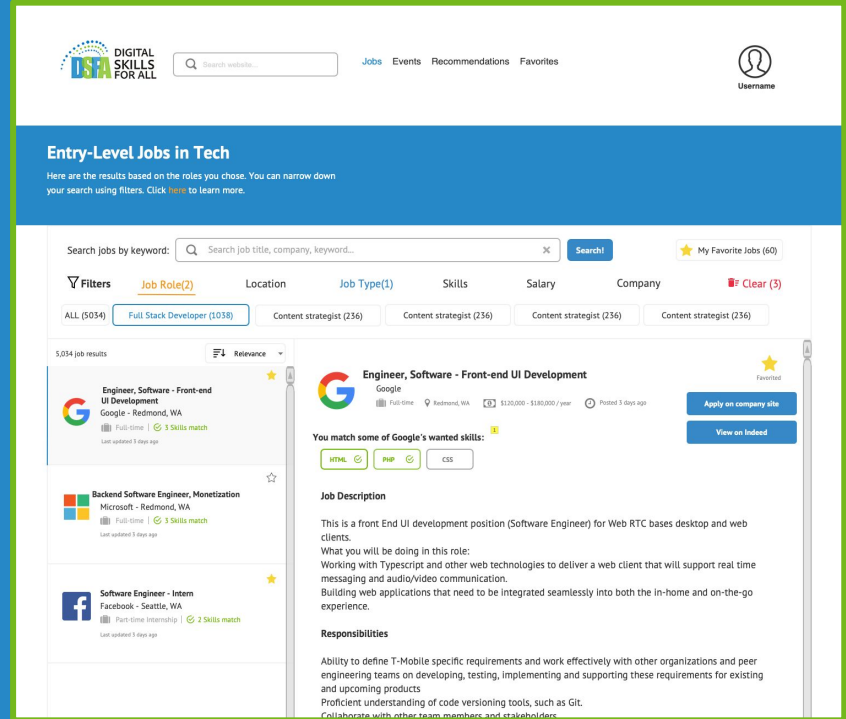 DIGITAL
SKILLS
FOR ALL
DSFA
Search website...
Jobs Events Recommendations Favorites
Username
Entry-Level Jobs in Tech
Here are the results based on the roles you chose. You can narrow down
your search using filters. Click here to learn more.
Search jobs by keyword:
Search job title, company, keyword...
Search!
My Favorite Jobs (60)
Filters
Job Role(2)
Location
Job Type(1)
Skills
Salary
Company
Clear (3)
ALL (5034)
Full Stack Developer (1038)
Content strategist (236)
Content strategist (236)
Content strategist (236)
Content strategist (236)
5,034 job results
Relevance
Engineer, Software - Front-end
UI Development
Google - Redmond, WA
Full-time | 3 Skills match
Last updated 3 days ago
Backend Software Engineer, Monetization
Microsoft - Redmond, WA
Full-time | 3 Skills match
Last updated 3 days ago
Software Engineer - Intern
Facebook - Seattle, WA
Part-time Internship | 2 Skills match
Last updated 3 days ago
Engineer, Software - Front-end UI Development
Google
Full-time Redmond, WA $120,000 - $180,000 / year Posted 3 days ago
Favorited
Apply on company site
View on Indeed
You match some of Google's wanted skills:
1
HTML
PHP
CSS
Job Description
This is a front End UI development position (Software Engineer) for Web RTC bases desktop and web
clients.
What you will be doing in this role:
Working with Typescript and other web technologies to deliver a web client that will support real time
messaging and audio/video communication.
Building web applications that need to be integrated seamlessly into both the in-home and on-the-go
experience.
Responsibilities
Ability to define T-Mobile specific requirements and work effectively with other organizations and peer
engineering teams on developing, testing, implementing and supporting these requirements for existing
and upcoming products
Proficient understanding of code versioning tools, such as Git.
Collaborate with other team members and stakeholders